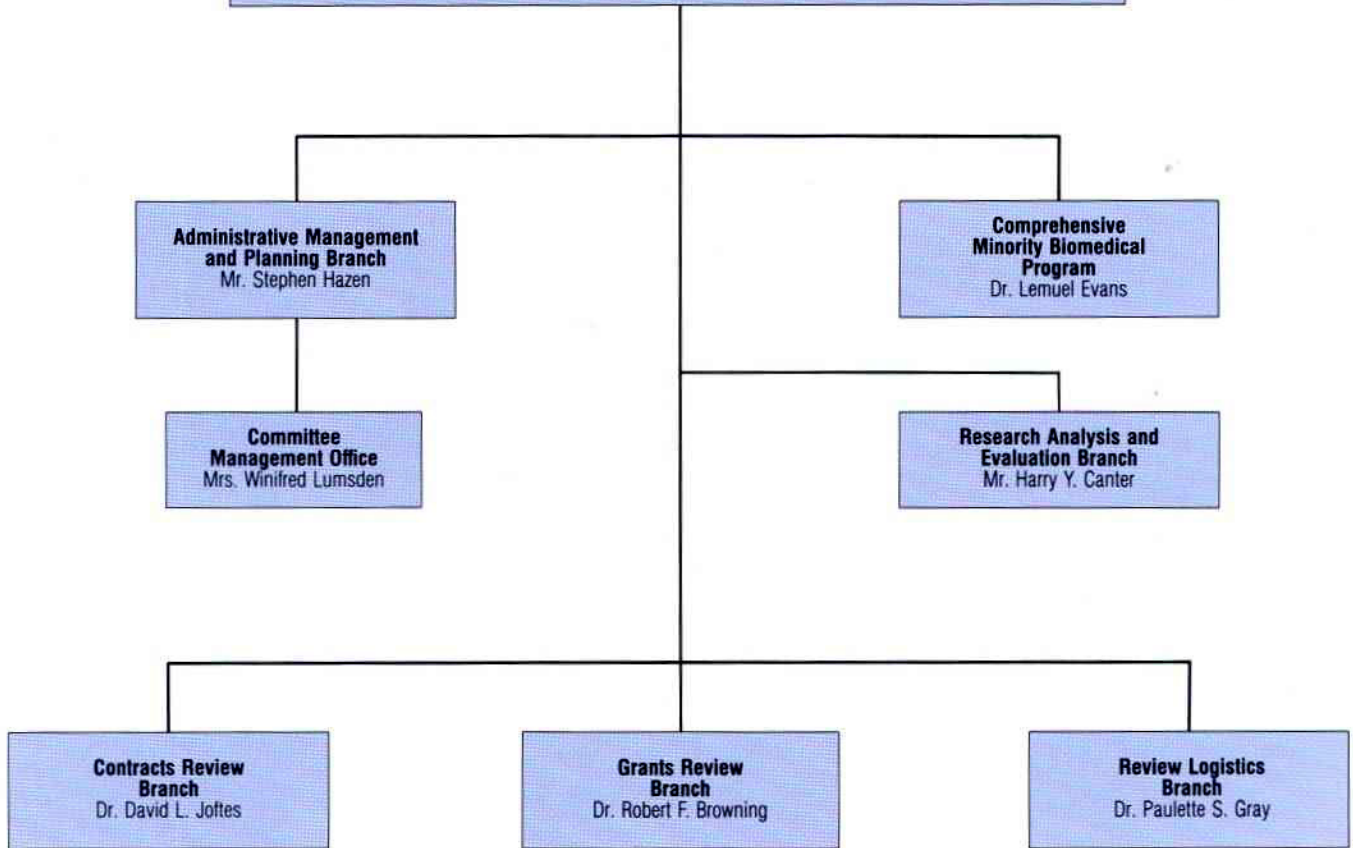 Administrative Management
and Planning Branch
Mr. Stephen Hazen
Comprehensive
Minority Biomedical
Program
Dr. Lemuel Evans
Committee
Management Office
Mrs. Winifred Lumsden
Research Analysis and
Evaluation Branch
Mr. Harry Y. Canter
Contracts Review
Branch
Dr. David L. Joftes
Grants Review
Branch
Dr. Robert F. Browning
Review Logistics
Branch
Dr. Paulette S. Gray